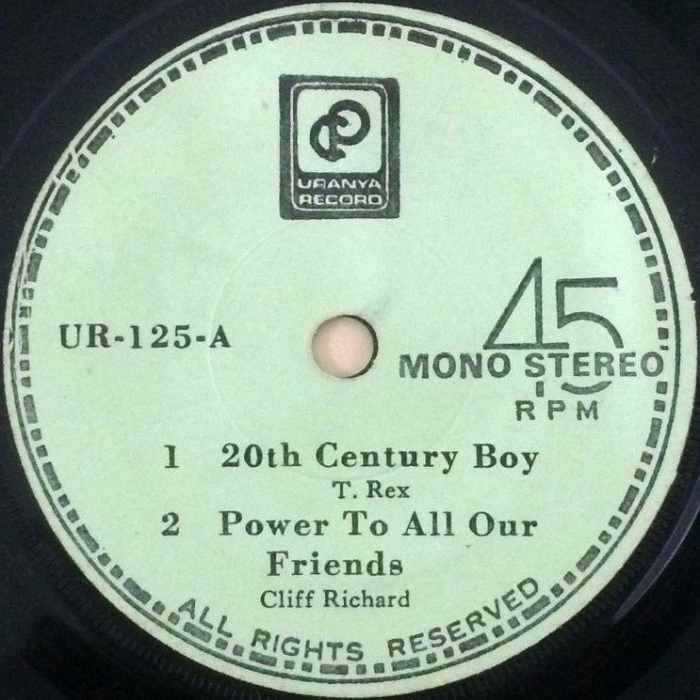 URANYA
RECORD
UR-125-A
45
MONO STEREO
RPM
1 20th Century Boy
T. Rex
2 Power To All Our
Friends
Cliff Richard
ALL RIGHTS RESERVED